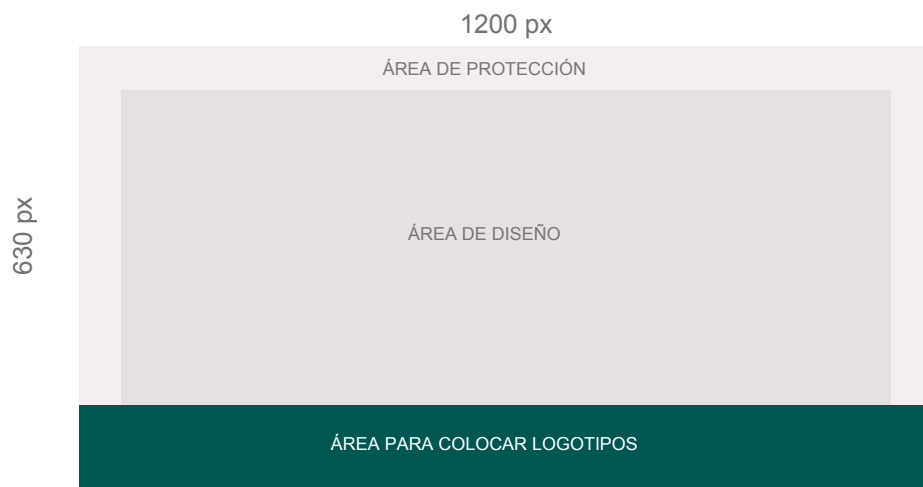 1200 px
ÁREA DE PROTECCIÓN
630 px
ÁREA DE DISEÑO
ÁREA PARA COLOCAR LOGOTIPOS